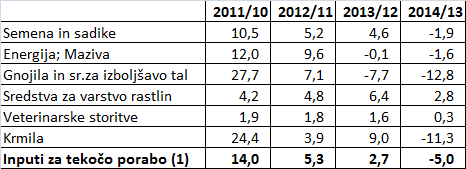 2011/10 2012/11 2013/12 2014/13
Semena in sadike 10,5 5,2 4,6 -1,9
Energija; Maziva 12,0 9,6 -0,1 -1,6
Gnojila in sr.za izboljšavo tal 27,7 7,1 -7,7 -12,8
Sredstva za varstvo rastlin 4,2 4,8 6,4 2,8
Veterinarske storitve 1,9 1,8 1,6 0,3
Krmila 24,4 3,9 9,0 -11,3
Inputi za tekočo porabo (1) 14,0 5,3 2,7 -5,0